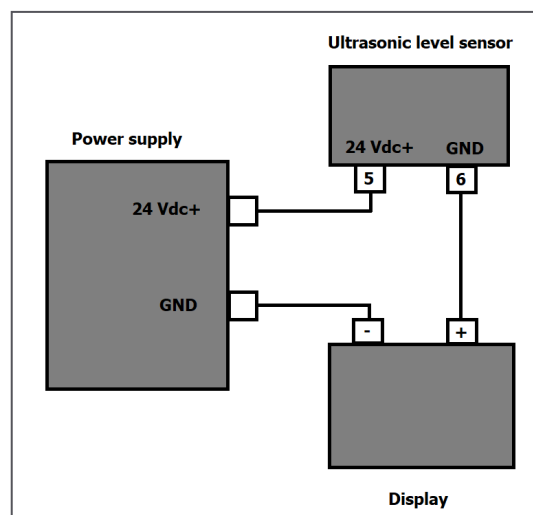 Ultrasonic level sensor
Power supply
24 Vdc+ GND
5 6
24 Vdc+
GND
- +
Display